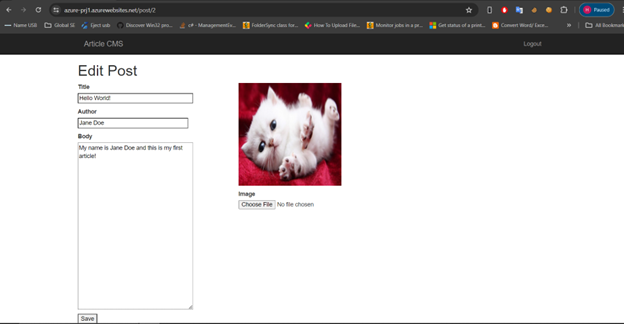 azure-prj1.azurewebsites.net/post/2
Paused
Name USB
Global SI
Eject usb
Discover Win32 pro...
c# - ManagementEv...
FolderSync class for...
How To Upload File...
Monitor jobs in a pr...
Get status of a print...
Convert Word/ Exce...
All Bookmark
Article CMS
Logout
Edit Post
Title
Hello World!
Author
Jane Doe
Body
My name is Jane Doe and this is my first
article!
Image
Choose File No file chosen
Save